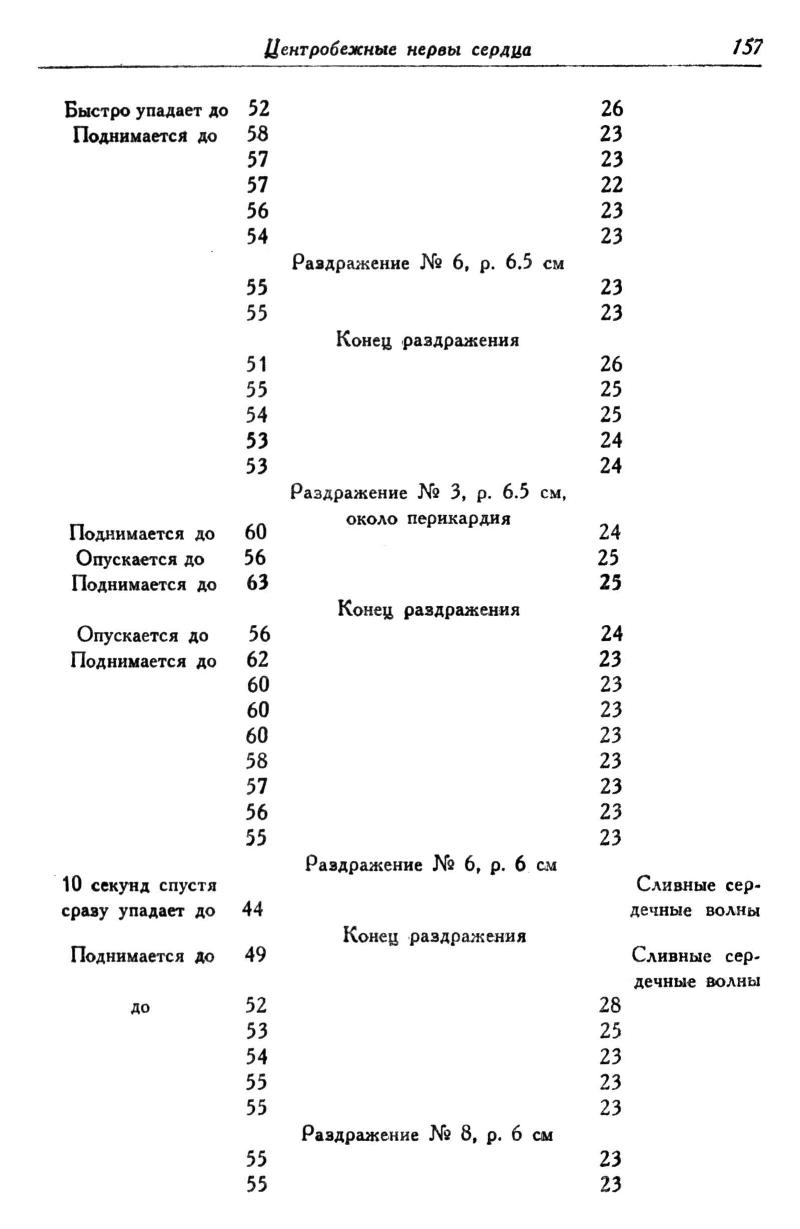 Центробежные нервы сердца 157
Быстро упадает до 52 26
Поднимается до 58 23
57 23
57 22
56 23
54 23
Раздражение № 6, р. 6.5 см
55 23
55 23
Конец раздражения
51 26
55 25
54 25
53 24
53 24
Раздражение № 3, р. 6.5 см,
около перикардия
Поднимается до 60 24
Опускается до 56 25
Поднимается до 63 25
Конец раздражения
Опускается до 56 24
Поднимается до 62 23
60 23
60 23
60 23
58 23
57 23
56 23
55 23
Раздражение № 6, р. 6 см
10 секунд спустя Сливные сер-
сразу упадает до 44 дечные волны
Конец раздражения
Поднимается до 49 Сливные сер-
дечные волны
до 52 28
53 25
54 23
55 23
55 23
Раздражение № 8, р. 6 см
55 23
55 23